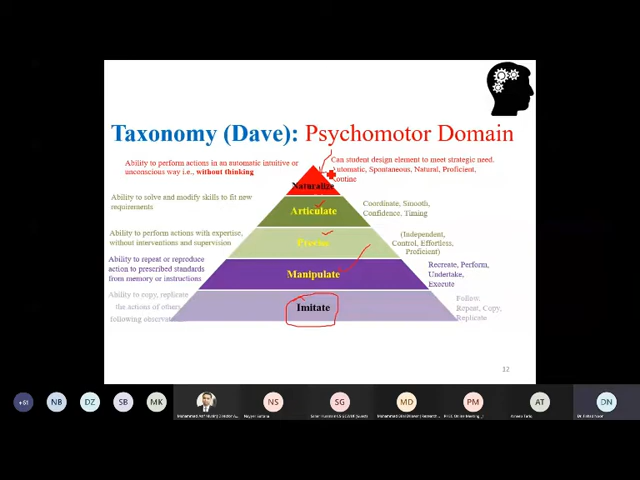 Taxonomy (Dave): Psychomotor Domain
Ability to perform actions in an automatic intuitive or
unconscious way i.e., without thinking
Can student design element to meet strategic need.
Automatic, Spontaneous, Natural, Proficient,
Routine
Naturalize
Ability to solve and modify skills to fit new
requirements
Articulate
Coordinate, Smooth,
Confidence, Timing
Ability to perform actions with expertise,
without interventions and supervision
Precise
(Independent,
Control, Effortless,
Proficient)
Ability to repeat or reproduce
action to prescribed standards
from memory or instructions
Manipulate
Recreate, Perform,
Undertake,
Execute
Ability to copy, replicate
the actions of others
following observat
Imitate
Follow,
Repeat, Copy,
Replicate
12
+61
NB
DZ
SB
MK
NS
SG
MD
PM
AT
DN